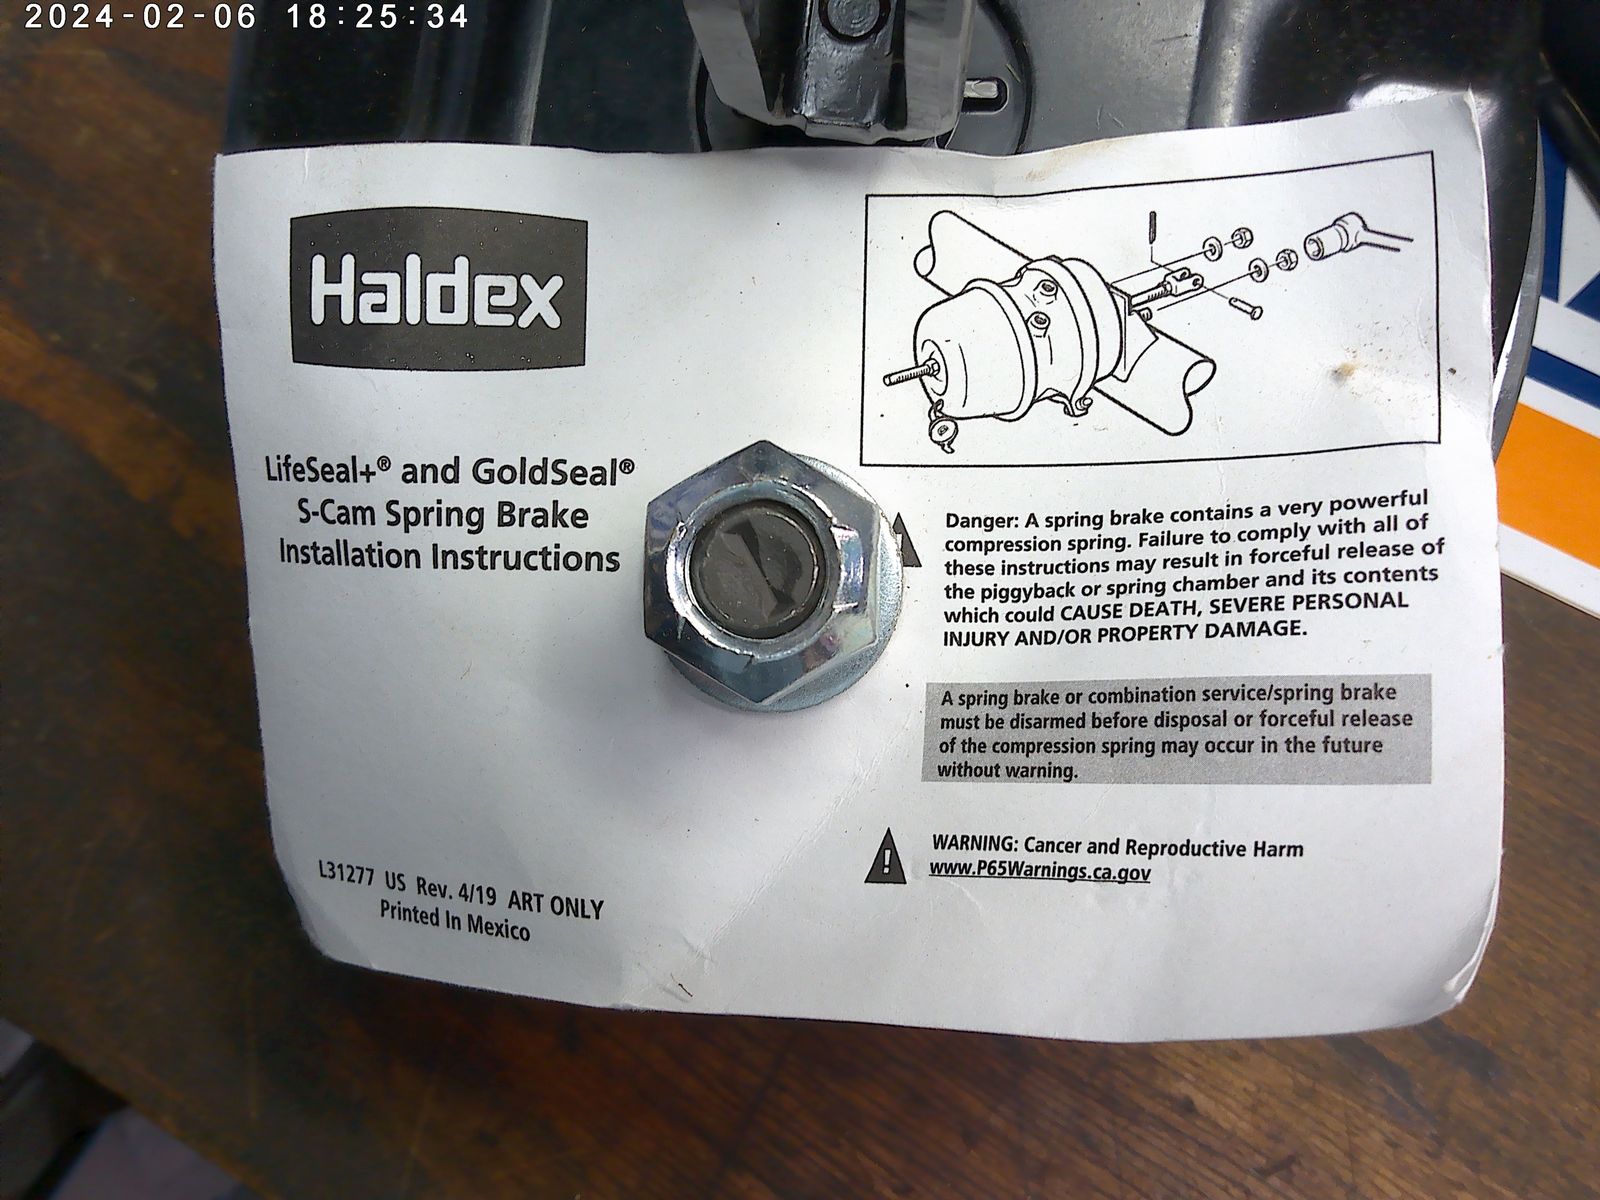 2024-02-06 18:25:34
Haldex
LifeSeal+® and GoldSeal®
S-Cam Spring Brake
Installation Instructions
L31277 US Rev. 4/19 ART ONLY
Printed In Mexico
Danger: A spring brake contains a very powerful
compression spring. Failure to comply with all of
these instructions may result in forceful release of
the piggyback or spring chamber and its contents
which could CAUSE DEATH, SEVERE PERSONAL
INJURY AND/OR PROPERTY DAMAGE.
A spring brake or combination service/spring brake
must be disarmed before disposal or forceful release
of the compression spring may occur in the future
without warning.
WARNING: Cancer and Reproductive Harm
www.P65Warnings.ca.gov